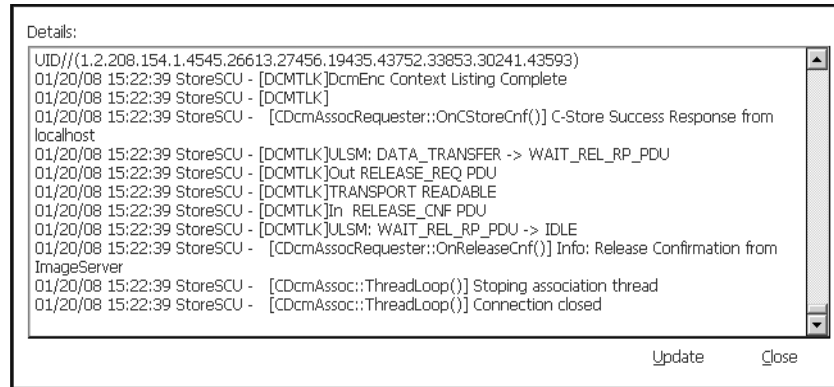 Details:
UID//(1.2.208.154.1.4545.26613.27456.19435.43752.33853.30241.43593)
01/20/08 15:22:39 StoreSCU - [DCMTLK]DcmEnc Context Listing Complete
01/20/08 15:22:39 StoreSCU - [DCMTLK]
01/20/08 15:22:39 StoreSCU -   [CDcmAssocRequester::OnCStoreCnf()] C-Store Success Response from
localhost
01/20/08 15:22:39 StoreSCU - [DCMTLK]ULSM: DATA_TRANSFER -> WAIT_REL_RP_PDU
01/20/08 15:22:39 StoreSCU - [DCMTLK]Out RELEASE_REQ PDU
01/20/08 15:22:39 StoreSCU - [DCMTLK]TRANSPORT READABLE
01/20/08 15:22:39 StoreSCU - [DCMTLK]In  RELEASE_CNF PDU
01/20/08 15:22:39 StoreSCU - [DCMTLK]ULSM: WAIT_REL_RP_PDU -> IDLE
01/20/08 15:22:39 StoreSCU -   [CDcmAssocRequester::OnReleaseCnf()] Info: Release Confirmation from
ImageServer
01/20/08 15:22:39 StoreSCU -   [CDcmAssoc::ThreadLoop()] Stoping association thread
01/20/08 15:22:39 StoreSCU -   [CDcmAssoc::ThreadLoop()] Connection closed
Update Close